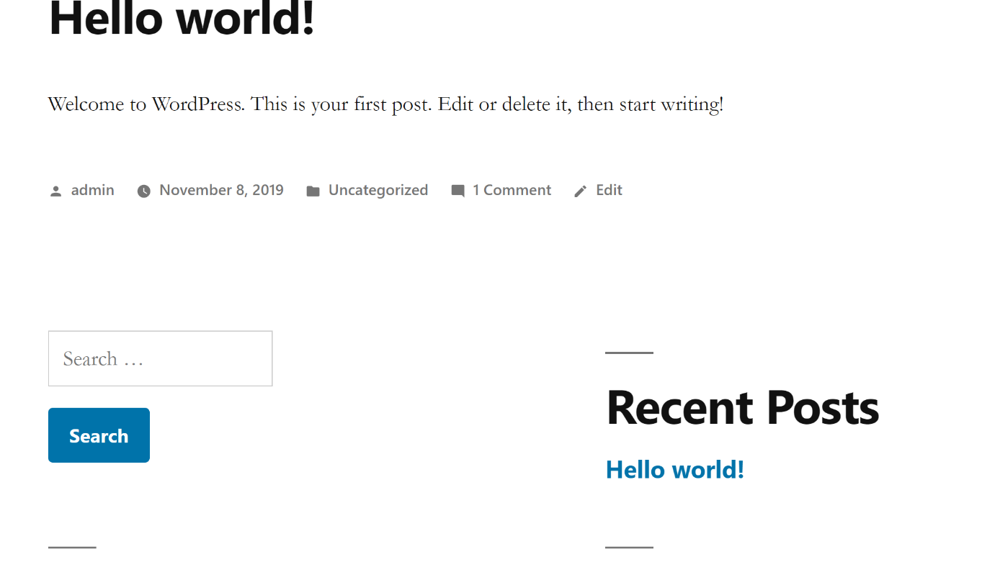 Hello world!
Welcome to WordPress. This is your first post. Edit or delete it, then start writing!
admin November 8, 2019 Uncategorized 1 Comment Edit
Search …
Search
Recent Posts
Hello world!